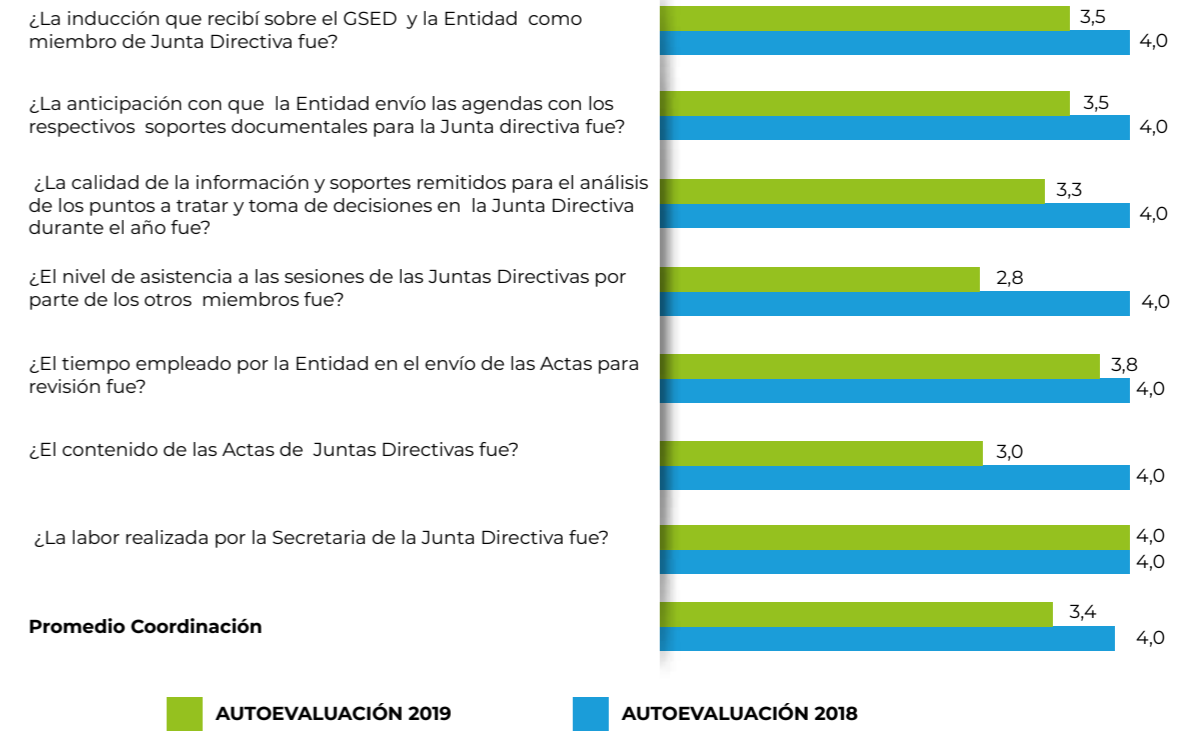 ¿La inducción que recibí sobre el GSED y la Entidad como
miembro de Junta Directiva fue?
3,5
4,0
¿La anticipación con que la Entidad envío las agendas con los
respectivos soportes documentales para la Junta directiva fue?
3,5
4,0
¿La calidad de la información y soportes remitidos para el análisis
de los puntos a tratar y toma de decisiones en la Junta Directiva
durante el año fue?
3,3
4,0
¿El nivel de asistencia a las sesiones de las Juntas Directivas por
parte de los otros miembros fue?
2,8
4,0
¿El tiempo empleado por la Entidad en el envío de las Actas para
revisión fue?
3,8
4,0
¿El contenido de las Actas de Juntas Directivas fue?
3,0
4,0
¿La labor realizada por la Secretaria de la Junta Directiva fue?
4,0
4,0
Promedio Coordinación
3,4
4,0
AUTOEVALUACIÓN 2019
AUTOEVALUACIÓN 2018